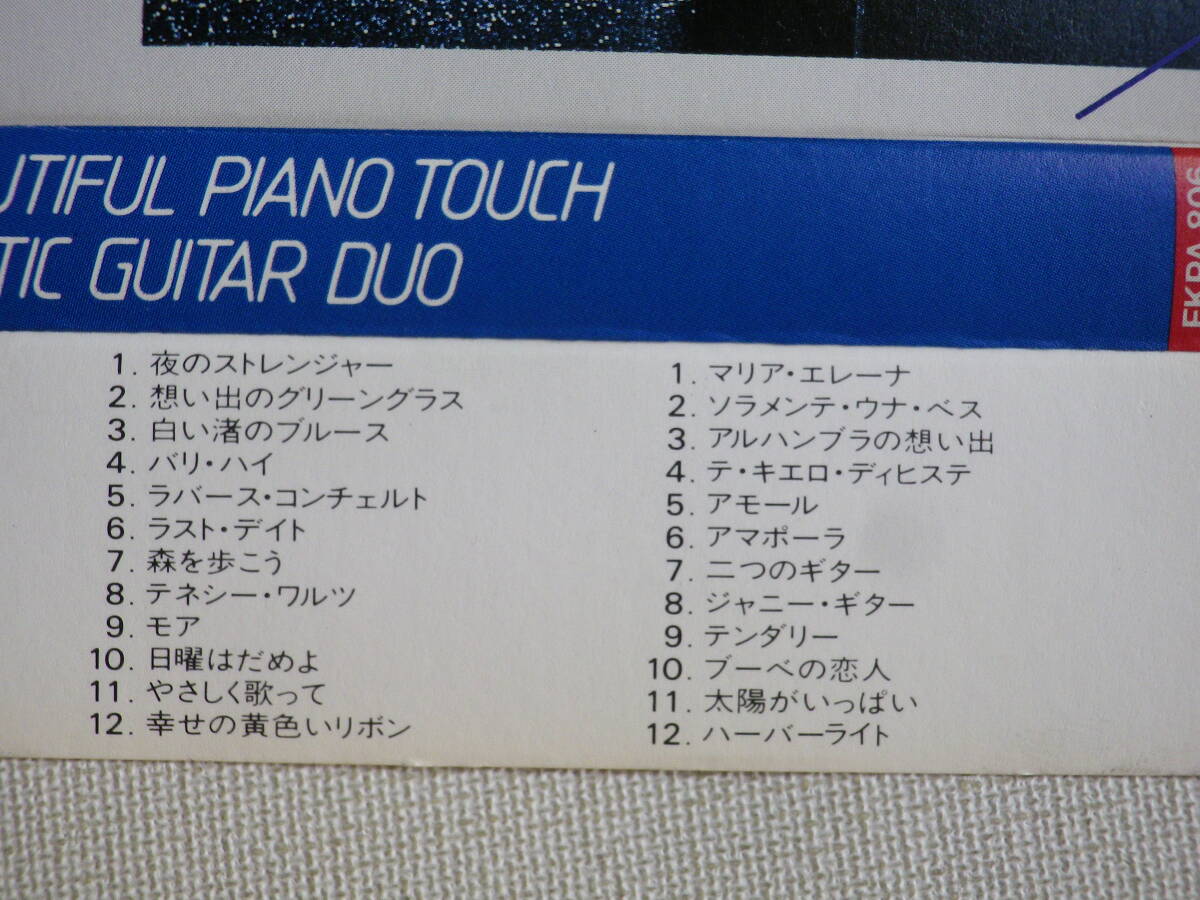 UTIFUL PIANO TOUCH
TIC GUITAR DUO
1. 夜のストレンジャー
2. 想い出のグリーングラス
3. 白い渚のブルース
4. バリ・ハイ
5. ラバース・コンチェルト
6. ラスト・デイト
7. 森を歩こう
8. テネシー・ワルツ
9. モア
10. 日曜はだめよ
11. やさしく歌って
12. 幸せの黄色いリボン
1. マリア・エレーナ
2. ソラメンテ・ウナ・ベス
3. アルハンブラの想い出
4. テ・キエロ・ディヒステ
5. アモール
6. アマポーラ
7. 二つのギター
8. ジャニー・ギター
9. テンダリー
10. ブーベの恋人
11. 太陽がいっぱい
12. ハーバーライト